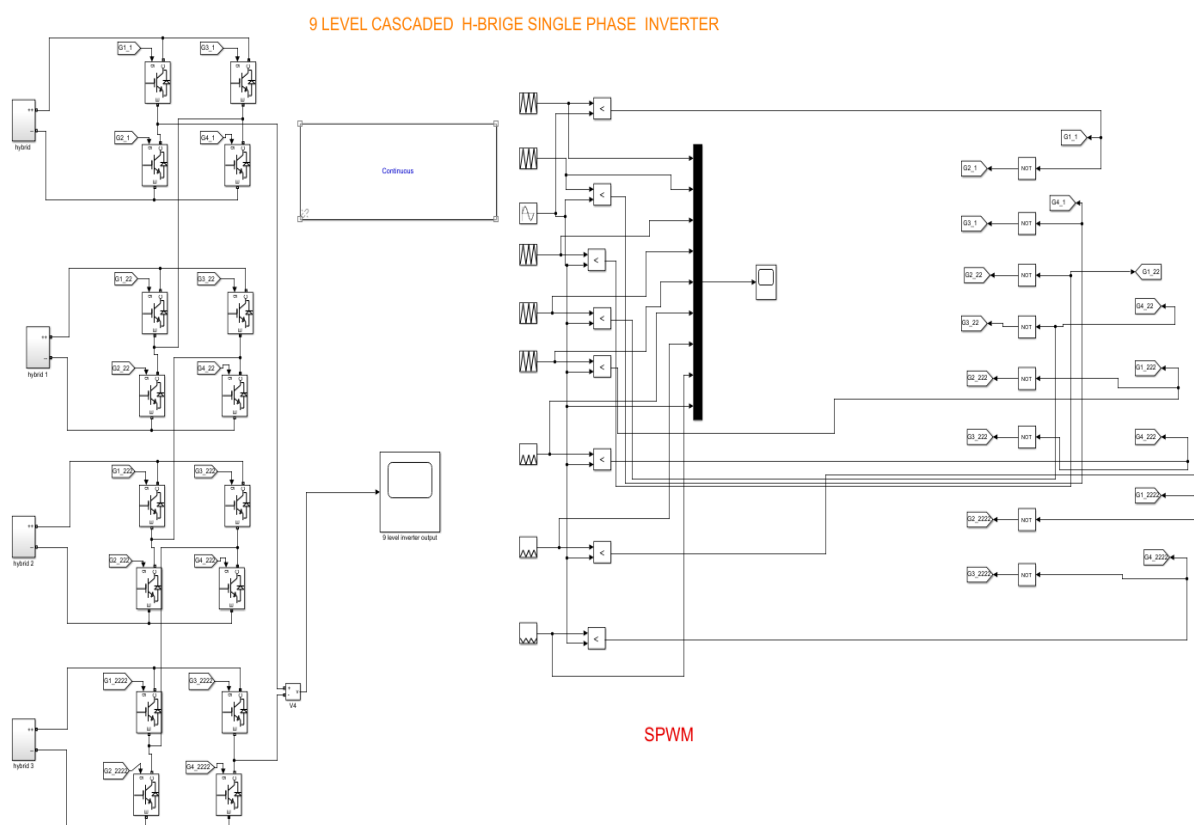 9 LEVEL CASCADED H-BRIGE SINGLE PHASE INVERTER
G1_1
G3_1
hybrid
G2_1
G4_1
Continuous
G1_22
G3_22
hybrid 1
G2_22
G4_22
G1_222
G3_222
hybrid 2
G2_222
G4_222
9 level inverter output
G1_2222
G3_2222
V4
hybrid 3
G2_2222
G4_2222
<
<
<
<
<
<
<
<
G1_1
G2_1
NOT
G4_1
G3_1
NOT
G2_22
NOT
G1_22
G4_22
G3_22
NOT
G1_222
G2_222
NOT
G3_222
NOT
G4_222
G1_2222
G2_2222
NOT
G4_2222
G3_2222
NOT
SPWM